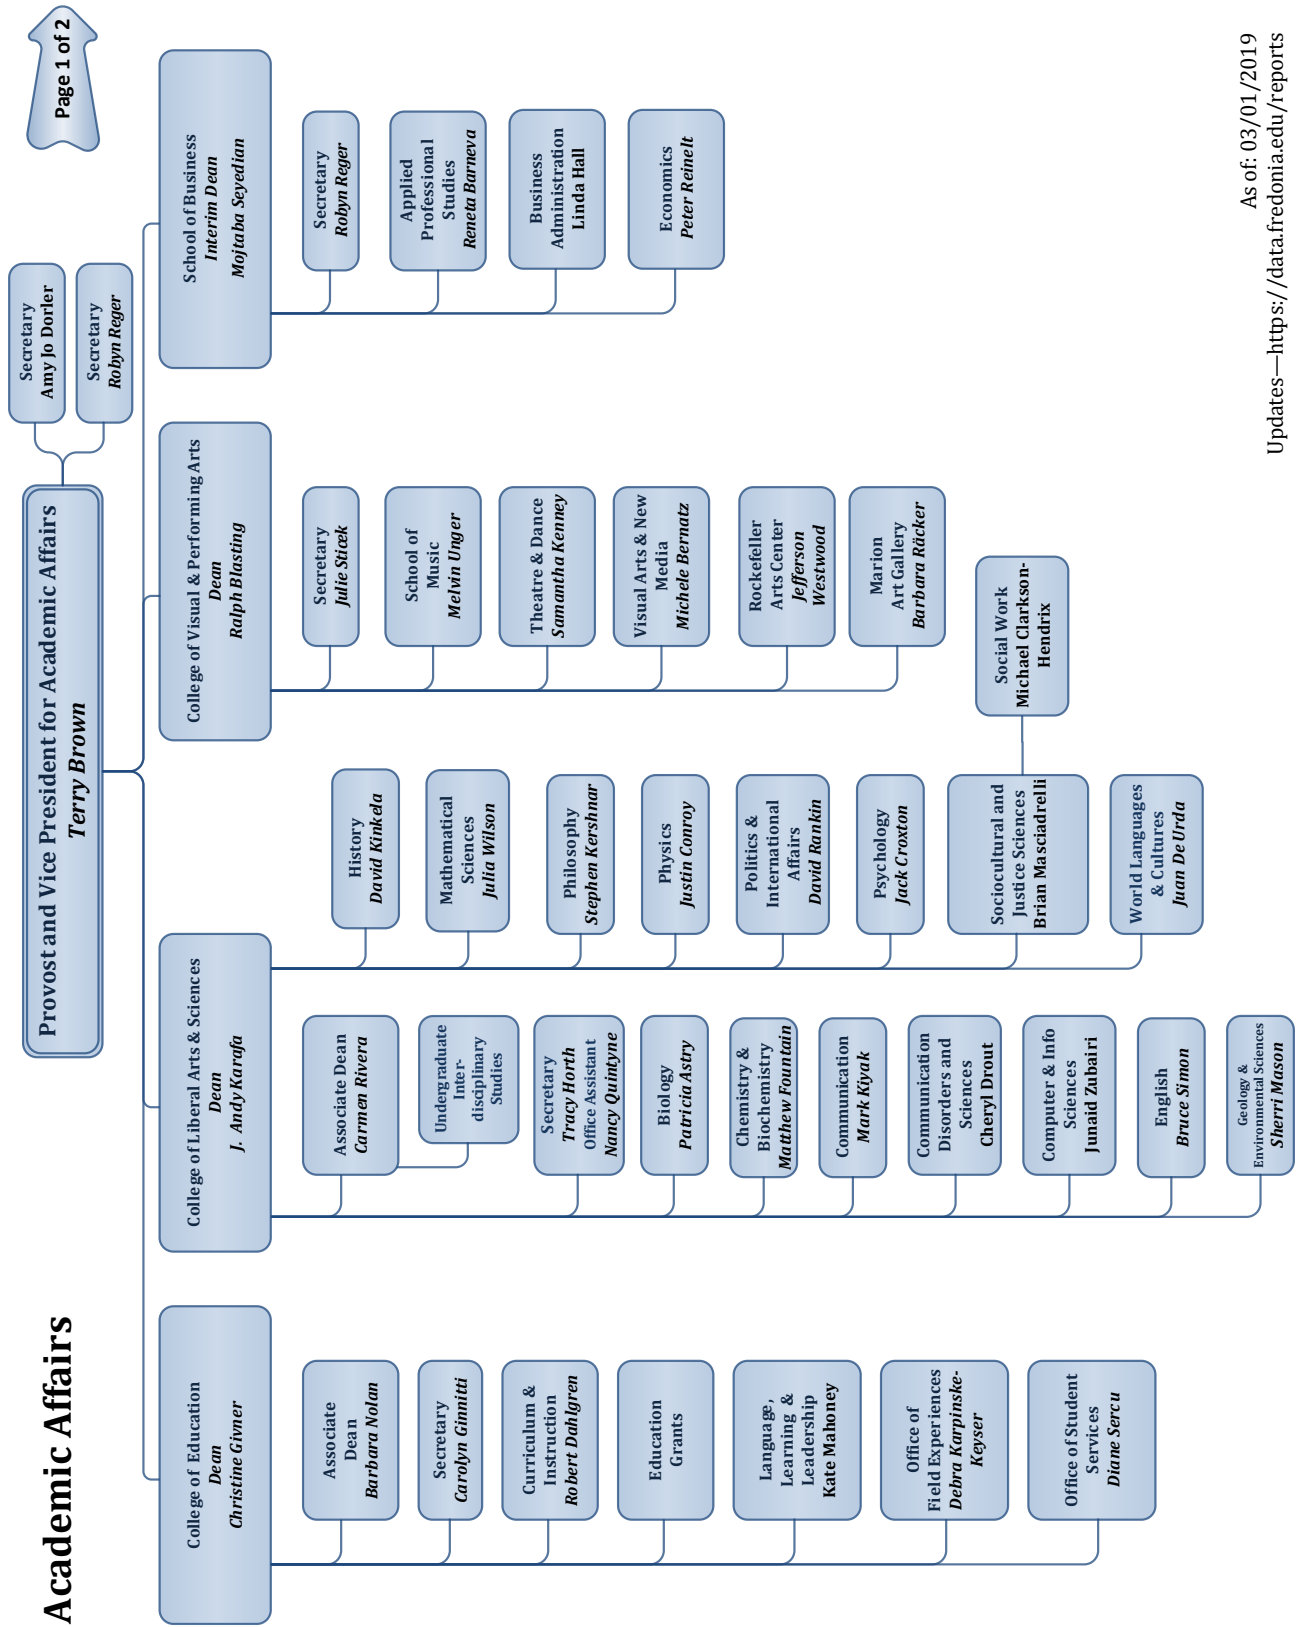 Academic Affairs
Page 1 of 2
Provost and Vice President for Academic Affairs
Terry Brown
Secretary
Amy Jo Dorler
Secretary
Robyn Reger
College of Education
Dean
Christine Givner
Associate
Dean
Barbara Nolan
Secretary
Carolyn Ginnitti
Curriculum &
Instruction
Robert Dahlgren
Education
Grants
Language,
Learning &
Leadership
Kate Mahoney
Office of
Field Experiences
Debra Karpinske-
Keyser
Office of Student
Services
Diane Sercu
College of Liberal Arts & Sciences
Dean
J. Andy Karafa
Associate Dean
Carmen Rivera
Undergraduate
Inter-
disciplinary
Studies
Secretary
Tracy Horth
Office Assistant
Nancy Quintyne
Biology
Patricia Astry
Chemistry &
Biochemistry
Matthew Fountain
Communication
Mark Kiyak
Communication
Disorders and
Sciences
Cheryl Drout
Computer & Info
Sciences
Junaid Zubairi
English
Bruce Simon
Geology &
Environmental Sciences
Sherri Mason
History
David Kinkela
Mathematical
Sciences
Julia Wilson
Philosophy
Stephen Kershnar
Physics
Justin Conroy
Politics &
International
Affairs
David Rankin
Psychology
Jack Croxton
Sociocultural and
Justice Sciences
Brian Masciadrelli
Social Work
Michael Clarkson-
Hendrix
World Languages
& Cultures
Juan De Urda
College of Visual & Performing Arts
Dean
Ralph Blasting
Secretary
Julie Sticek
School of
Music
Melvin Unger
Theatre & Dance
Samantha Kenney
Visual Arts & New
Media
Michele Bernatz
Rockefeller
Arts Center
Jefferson
Westwood
Marion
Art Gallery
Barbara Räcker
School of Business
Interim Dean
Mojtaba Seyedian
Secretary
Robyn Reger
Applied
Professional
Studies
Reneta Barneva
Business
Administration
Linda Hall
Economics
Peter Reinelt
As of: 03/01/2019
Updates—https://data.fredonia.edu/reports